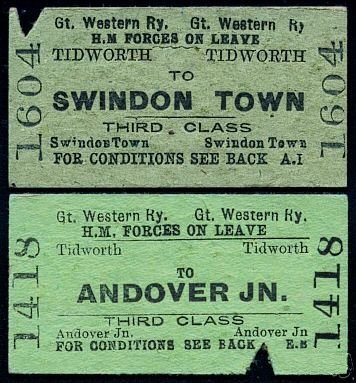 Gt. Western Ry. Gt. Western Ry
H.M FORCES ON LEAVE
TIDWORTH TIDWORTH
TO
SWINDON TOWN
THIRD CLASS
Swindon Town Swindon Town
FOR CONDITIONS SEE BACK A.I
1604 1604
Gt. Western Ry. Gt. Western Ry.
H.M. FORCES ON LEAVE
Tidworth Tidworth
TO
ANDOVER JN.
THIRD CLASS
Andover Jn. Andover Jn
FOR CONDITIONS SEE BACK E.B
1418 1418